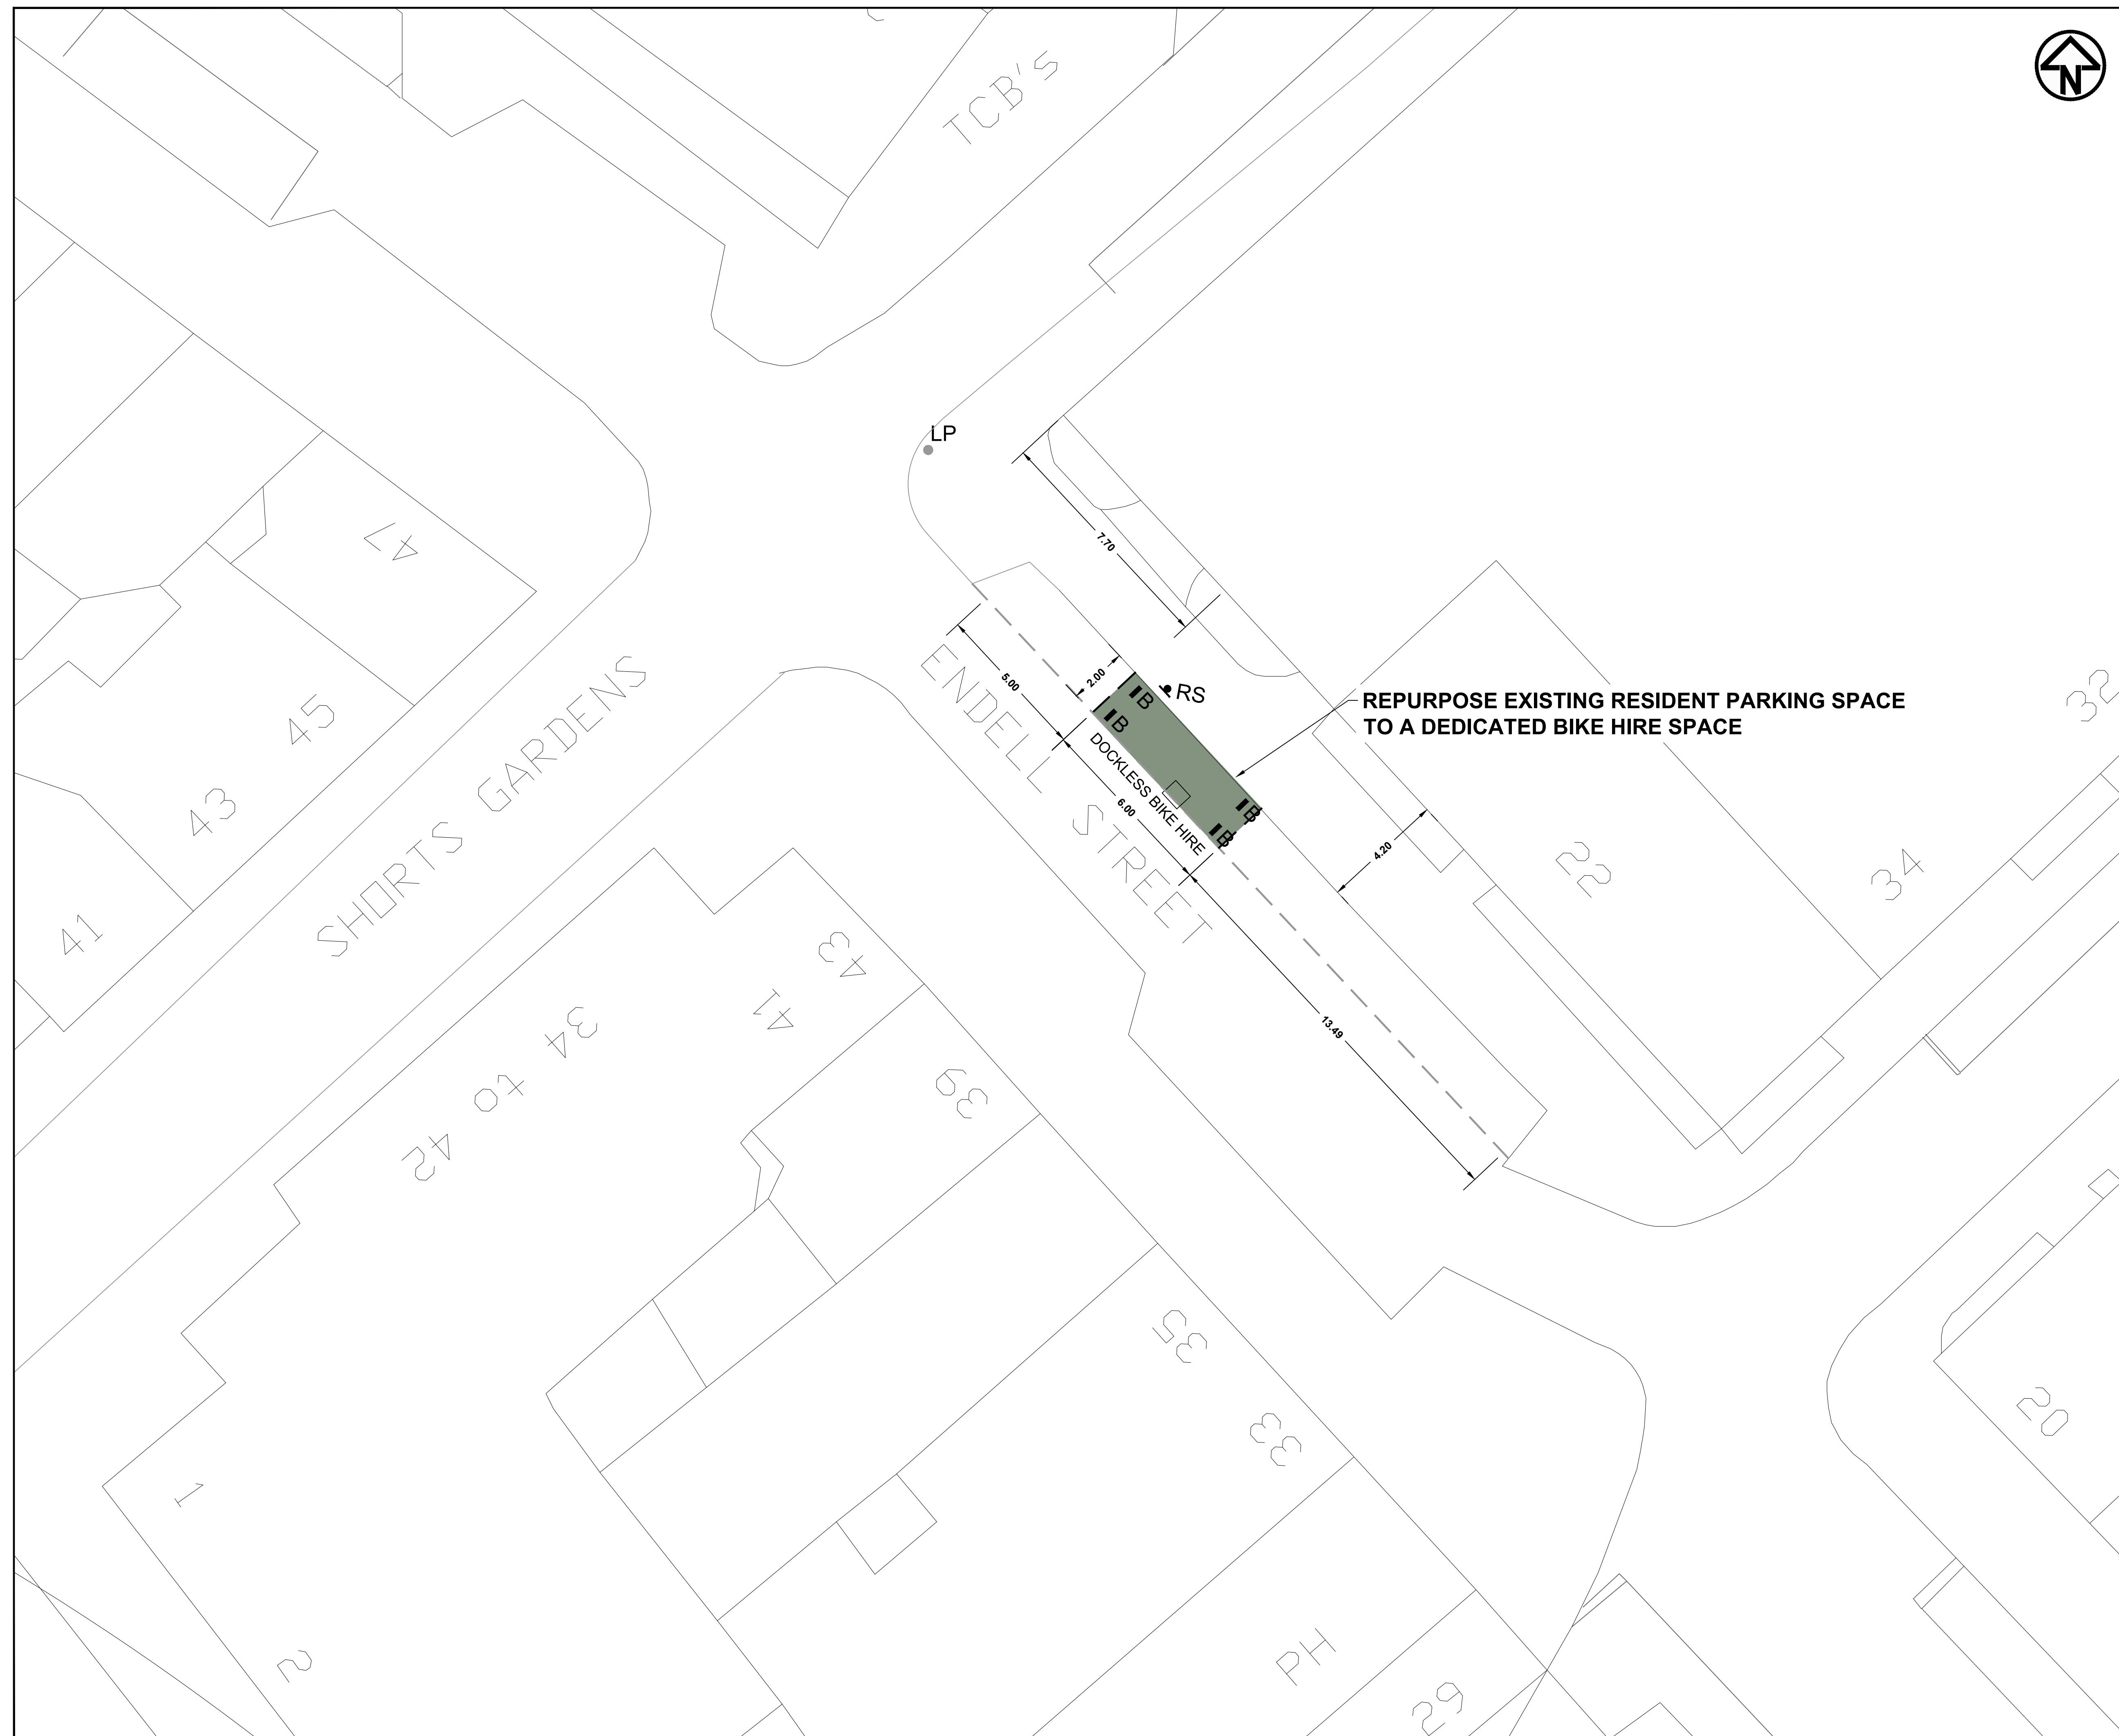 N
TCB's
LP
7.70
47
RS
2.00
5.00
B
B
REPURPOSE EXISTING RESIDENT PARKING SPACE
TO A DEDICATED BIKE HIRE SPACE
32
ENDELL STREET
DOCKLESS BIKE HIRE
6.00
B
B
45
SHORTS GARDENS
43
4.20
23
34
41
43
41
34 to 42
13.49
39
35
33
20
1
2
PH
29